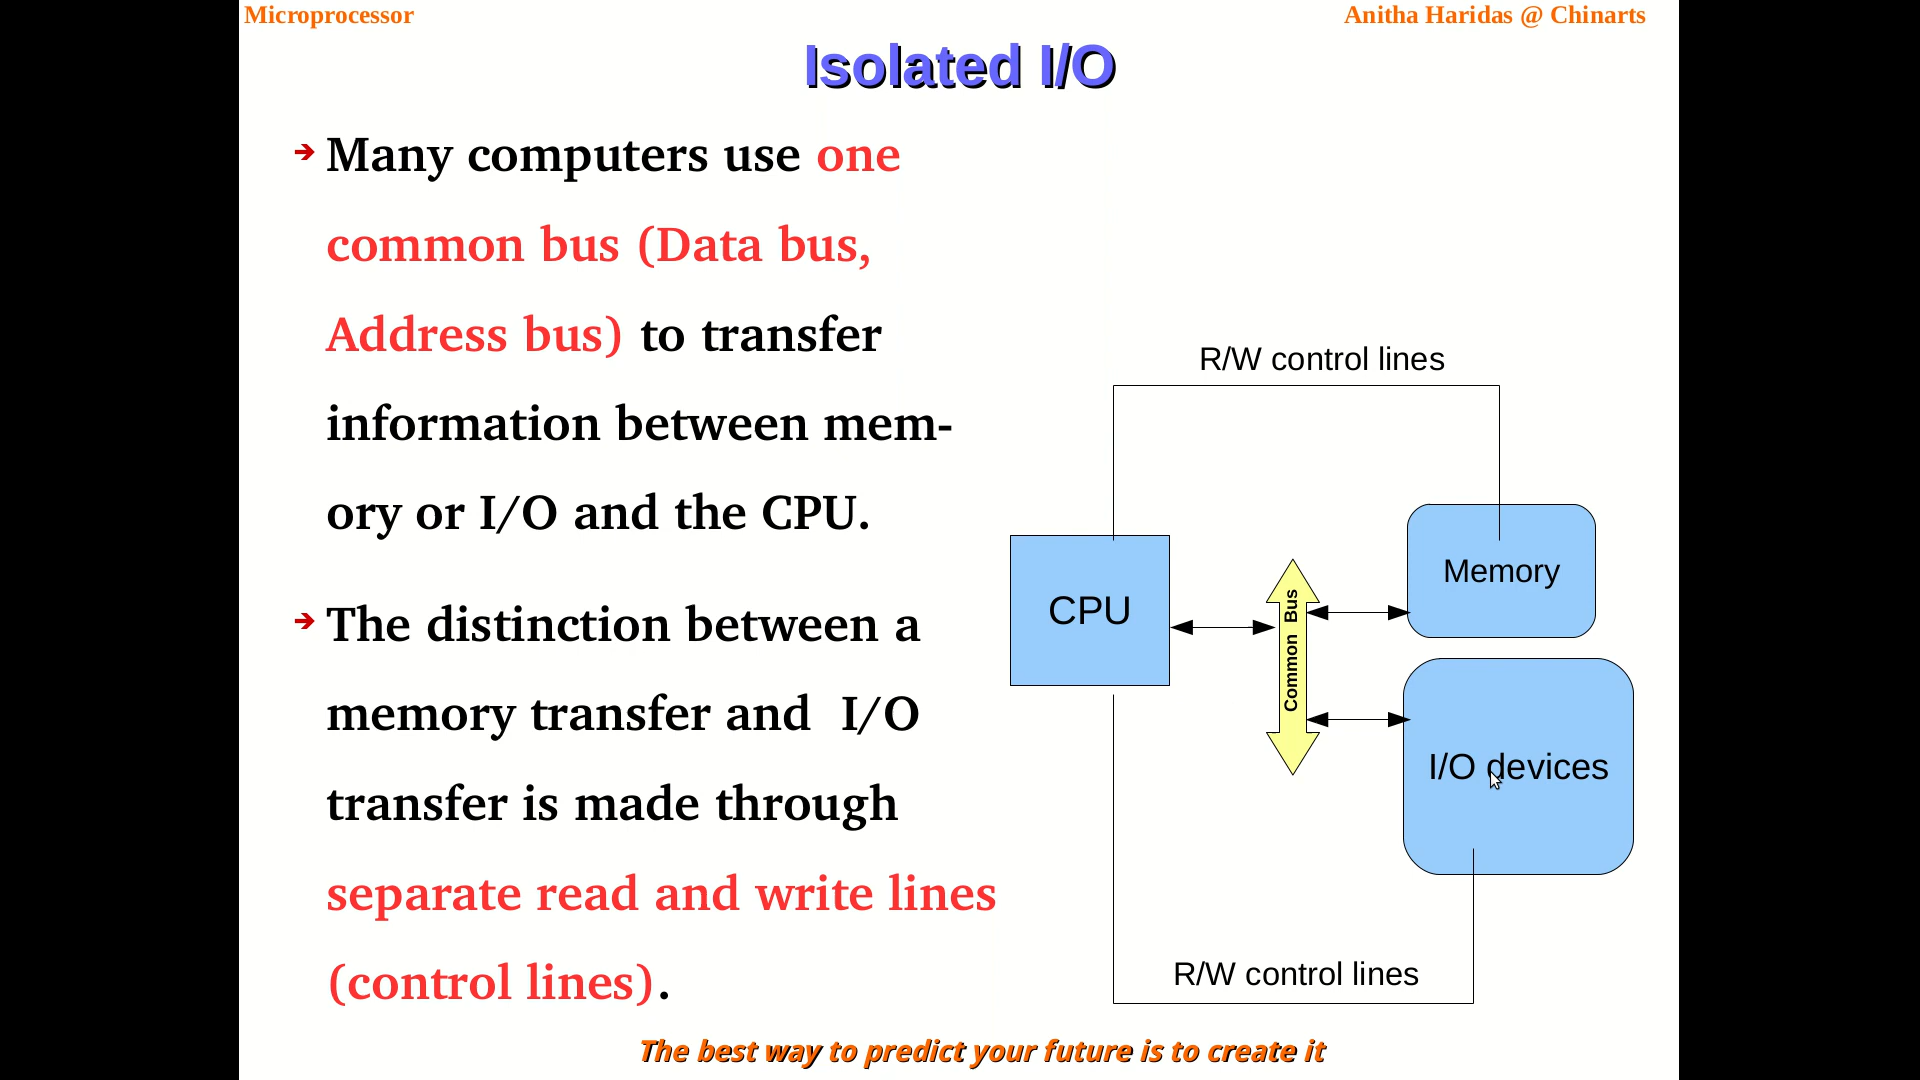 Microprocessor
Anitha Haridas @ Chinarts
Isolated I/O
Many computers use one
common bus (Data bus,
Address bus) to transfer
information between mem-
ory or I/O and the CPU.
The distinction between a
memory transfer and I/O
transfer is made through
separate read and write lines
(control lines).
R/W control lines
CPU
Common Bus
Memory
I/O devices
R/W control lines
The best way to predict your future is to create it